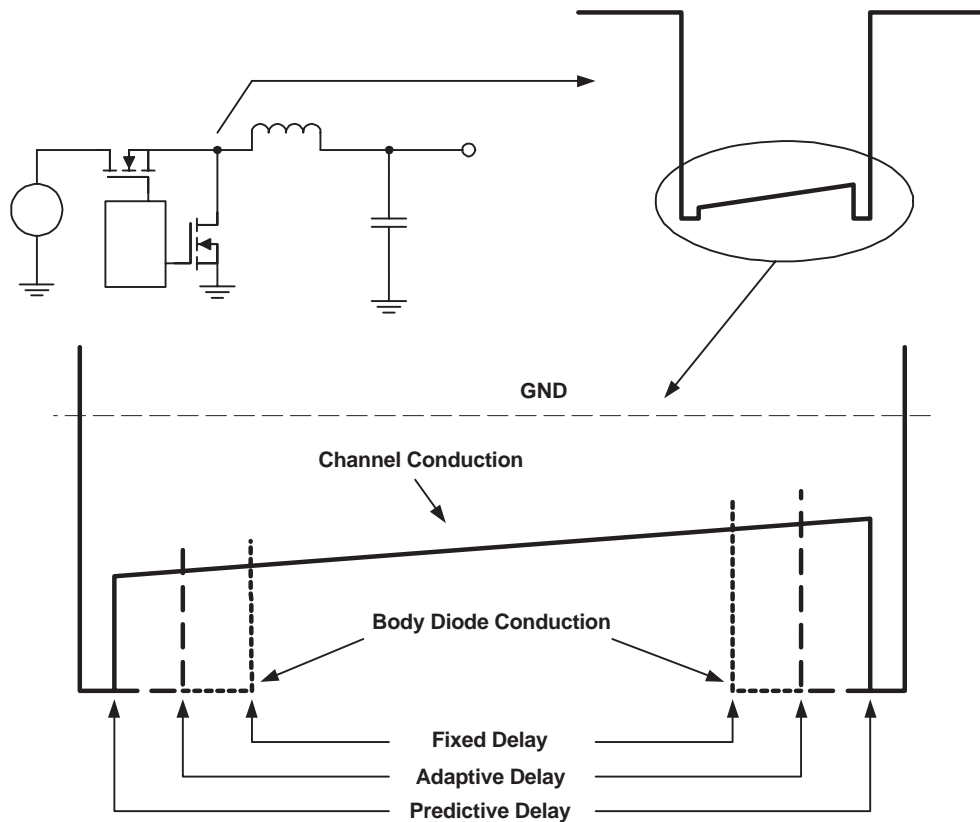 GND
Channel Conduction
Body Diode Conduction
Fixed Delay
Adaptive Delay
Predictive Delay